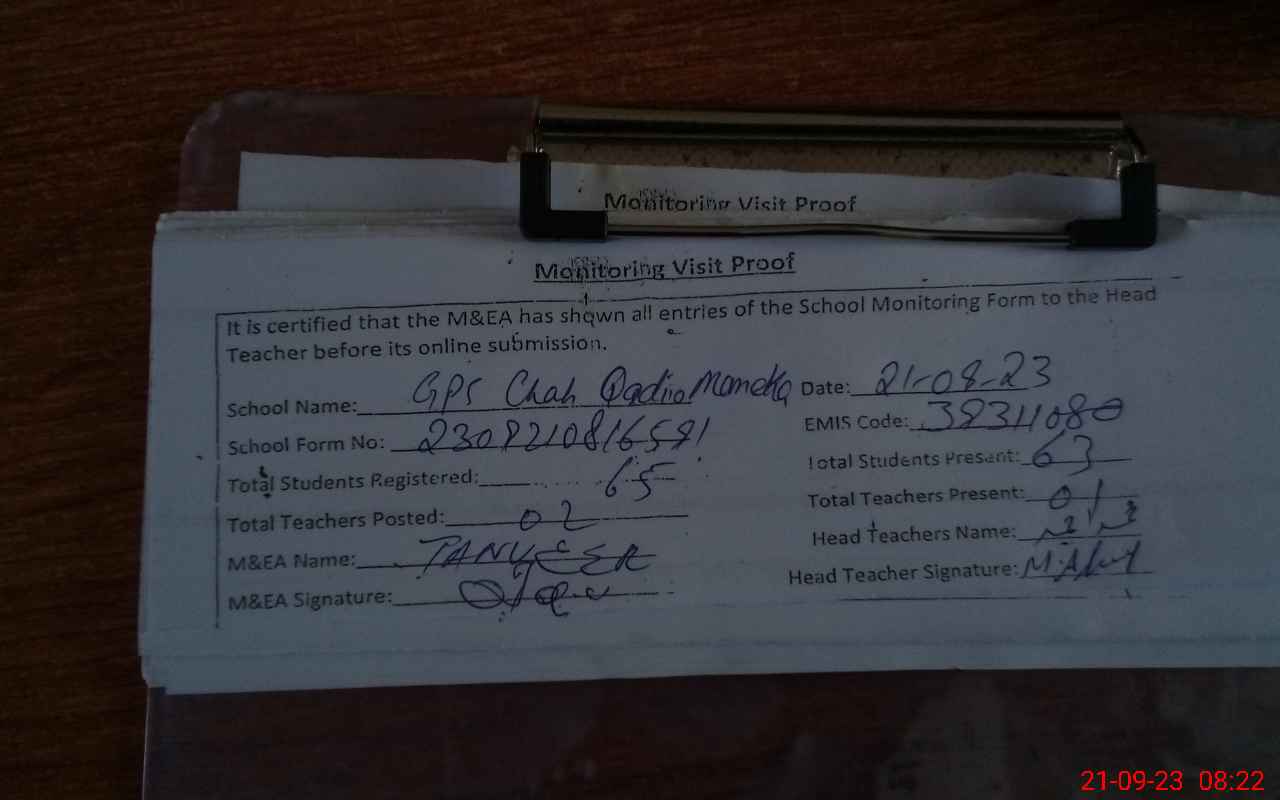 Monitoring Visit Proof
Monitoring Visit Proof
It is certified that the M&EA has shown all entries of the School Monitoring Form to the Head
Teacher before its online submission.
School Name: GPS Chah Qadir Momeka Date: 21-08-23
School Form No: EMIS Code: 38311080
Total Students Registered: 65 Total Students Present: 63
Total Teachers Posted: 02 Total Teachers Present: 01
M&EA Name: TANVEER Head Teachers Name:
M&EA Signature: Head Teacher Signature:
21-09-23 08:22